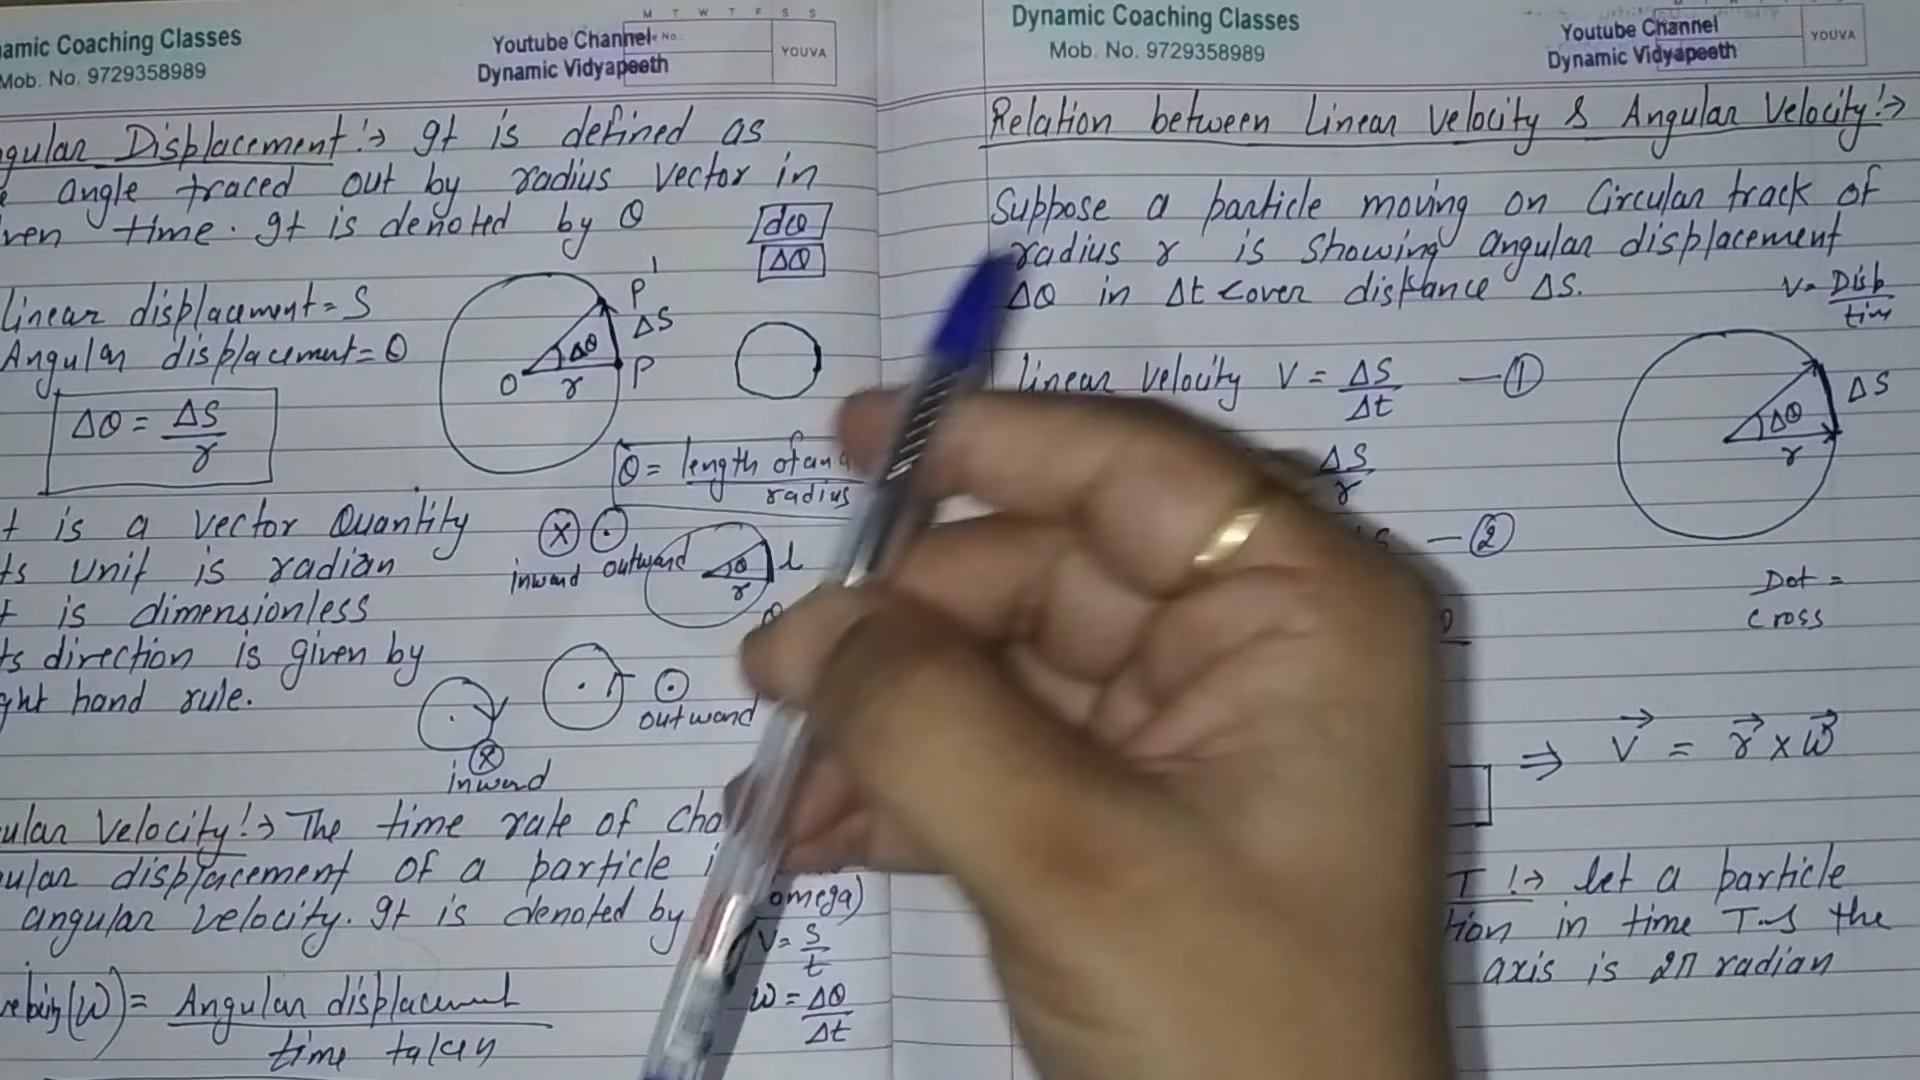 amic Coaching Classes
Mob. No. 9729358989
M T W T F S S
Youtube Channel
Dynamic Vidyapeeth
YOUVA
gular Displacement :→ It is defined as
e angle traced out by radius vector in
ven time. It is denoted by θ
dθ
Δθ
linear displacement = S
Angular displacement = θ
Δθ = ΔS / r
P'
ΔS
Δθ
O r P
θ = length of an / radius
t is a vector Quantity
ts unit is radian
t is dimensionless
ts direction is given by
ght hand rule.
inward outward
θ l
r
outward
inward
ular Velocity :→ The time rate of cha
ular displacement of a particle i
angular velocity. It is denoted by
omega)
V = S / t
(ω) = Angular displacement / time taken
ω = Δθ / Δt
Dynamic Coaching Classes
Mob. No. 9729358989
Youtube Channel
Dynamic Vidyapeeth
YOUVA
Relation between Linear Velocity & Angular Velocity :→
Suppose a particle moving on Circular track of
radius r is showing angular displacement
Δθ in Δt cover distance ΔS.
V = Disp / tim
linear Velocity V = ΔS / Δt —①
ΔS
Δθ
r
ΔS / r
—②
Dot =
Cross
⇒ V⃗ = r⃗ × ω⃗
T :→ let a particle
tion in time T–s the
axis is 2π radian